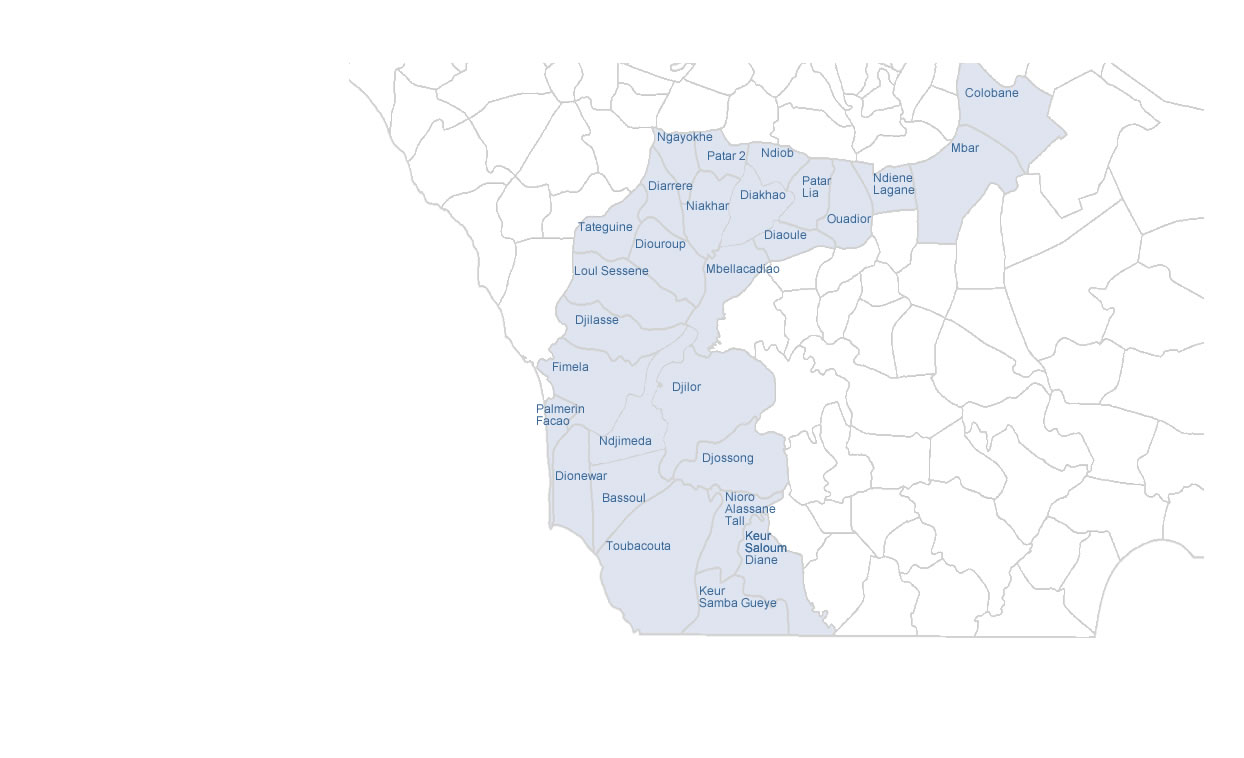 Colobane
Ngayokhe
Mbar
Patar 2
Ndiob
Diarrere
Patar
Lia
Ndiene
Lagane
Diakhao
Niakhar
Ouadior
Tateguine
Diaoule
Diouroup
Loul Sessene
Mbellacadiao
Djilasse
Fimela
Djilor
Palmerin
Facao
Ndjimeda
Djossong
Dionewar
Bassoul
Nioro
Alassane
Tall
Toubacouta
Keur
Saloum
Diane
Keur
Samba Gueye